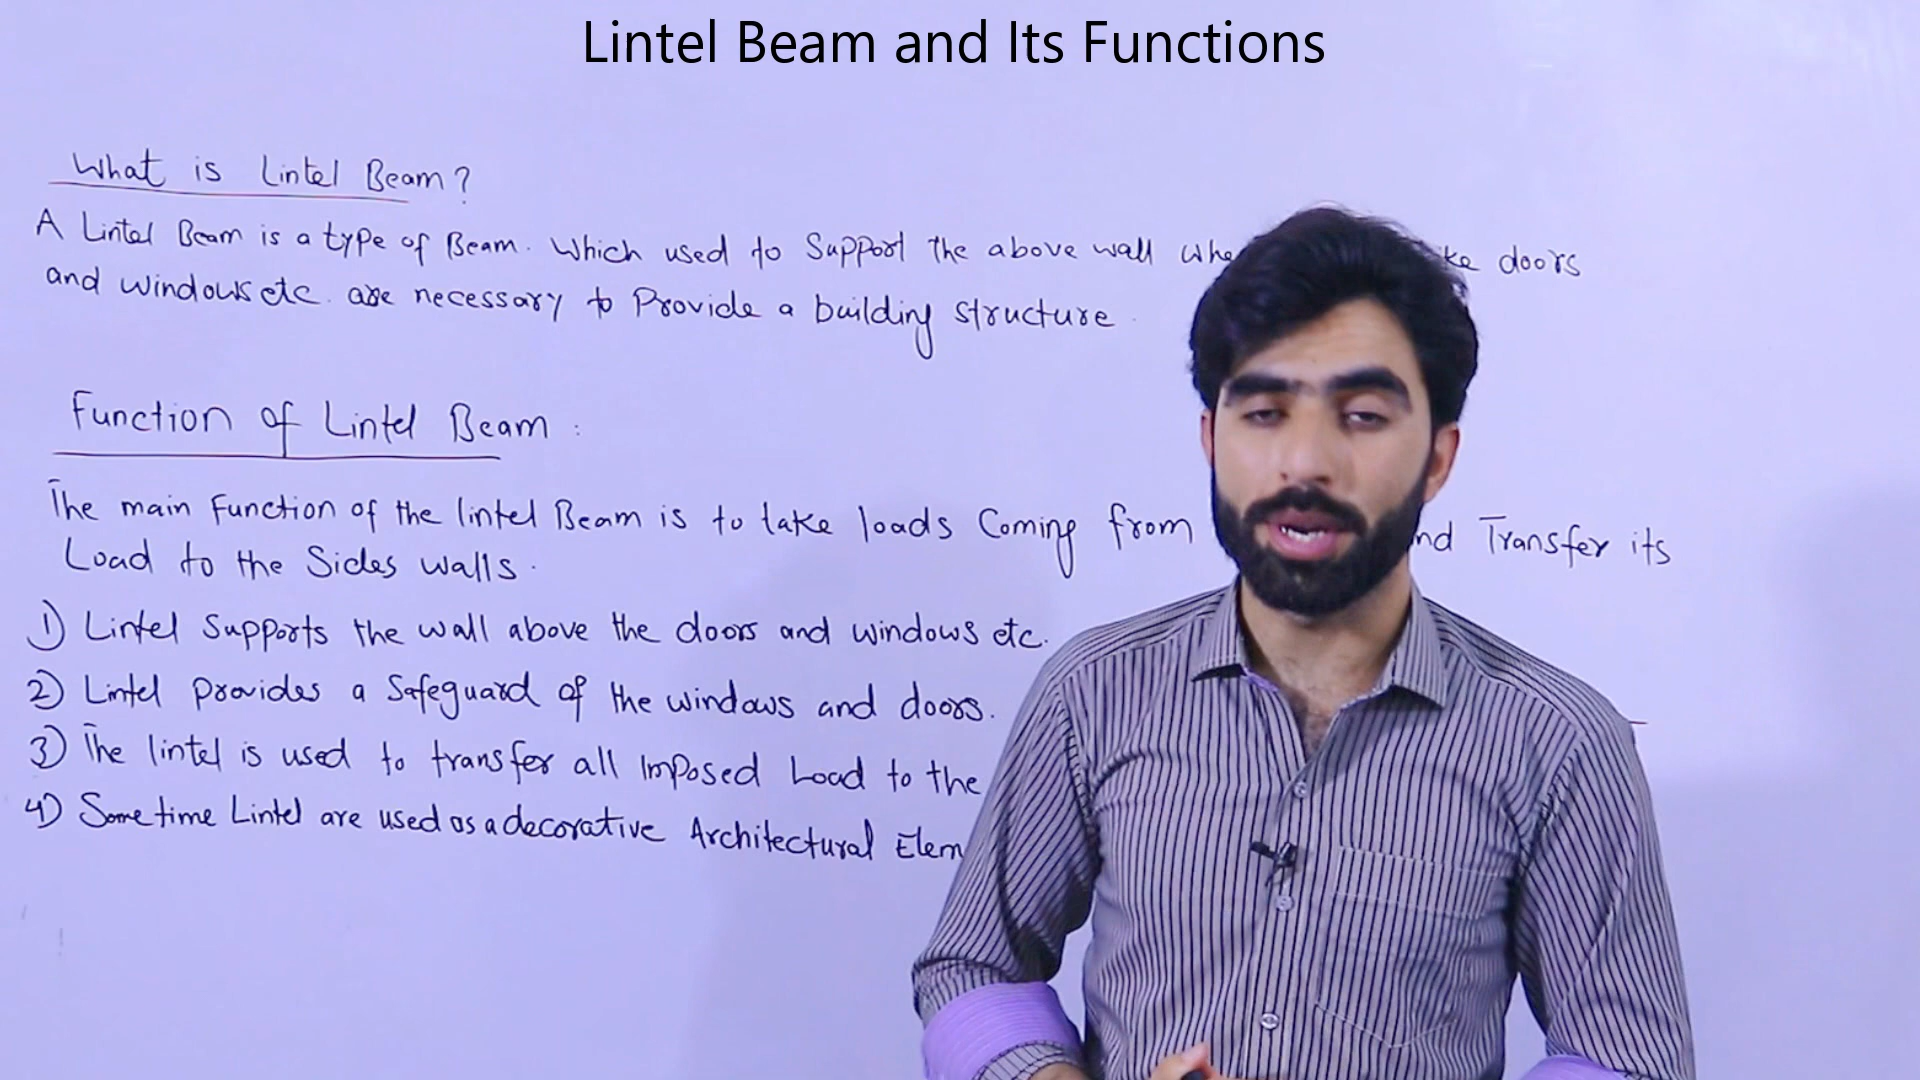 Lintel Beam and Its Functions
What is Lintel Beam?
A Lintel Beam is a type of Beam. Which used to Support the above wall doors
and windows etc. are necessary to Provide a building structure
Function of Lintel Beam:
The main Function of the lintel Beam is to take loads Coming from Transfer its
Load to the Sides walls.
1) Lintel Supports the wall above the doors and windows etc.
2) Lintel Provides a Safeguard of the windows and doors.
3) The lintel is used to transfer all Imposed Load to the
4) Some time Lintel are used as a decorative Architectural